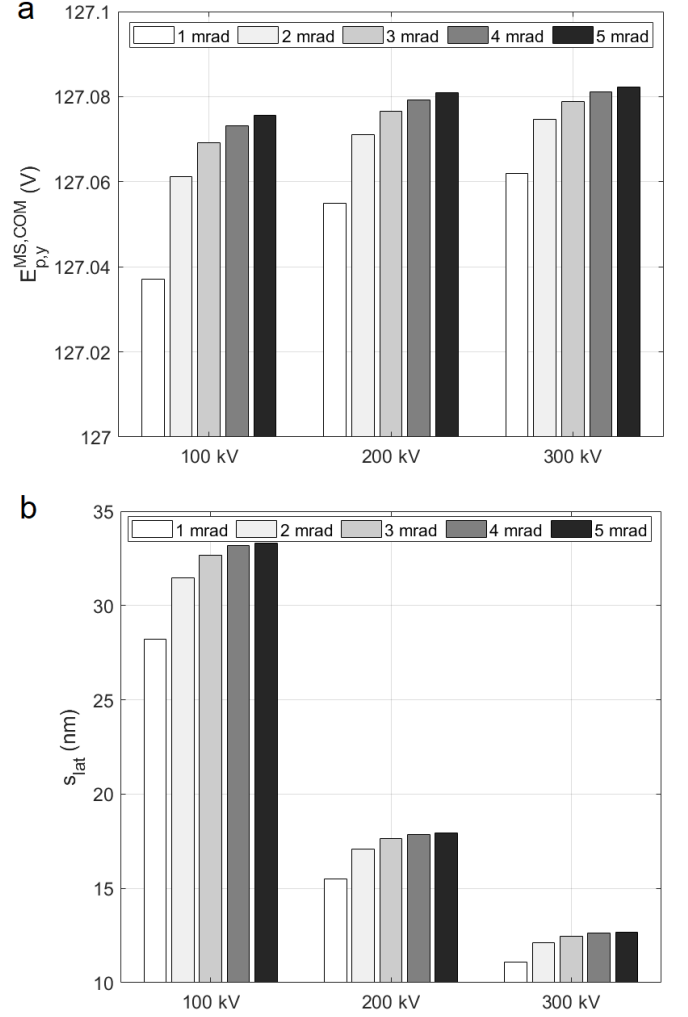 a
127.1
1 mrad 2 mrad 3 mrad 4 mrad 5 mrad
127.08
127.06
127.04
127.02
127
E_{p,y}^{MS,COM} (V)
100 kV 200 kV 300 kV
b
35
1 mrad 2 mrad 3 mrad 4 mrad 5 mrad
30
25
20
15
10
s_{lat} (nm)
100 kV 200 kV 300 kV